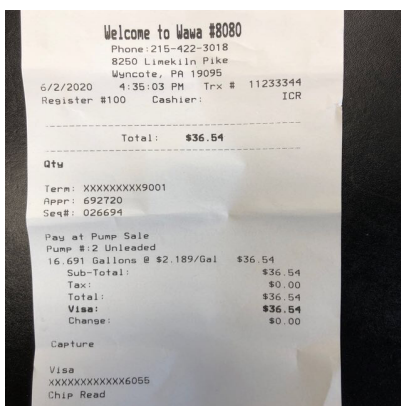 Welcome to Wawa #8080
Phone:215-422-3018
8250 Limekiln Pike
Wyncote, PA 19095
6/2/2020 4:35:03 PM Trx # 11233344
Register #100 Cashier: ICR
Total: $36.54
Qty
Term: XXXXXXXXX9001
Appr: 692720
Seq#: 026694
Pay at Pump Sale
Pump #:2 Unleaded
16.691 Gallons @ $2.189/Gal $36.54
Sub-Total: $36.54
Tax: $0.00
Total: $36.54
Visa: $36.54
Change: $0.00
Capture
Visa
XXXXXXXXXXXX6055
Chip Read